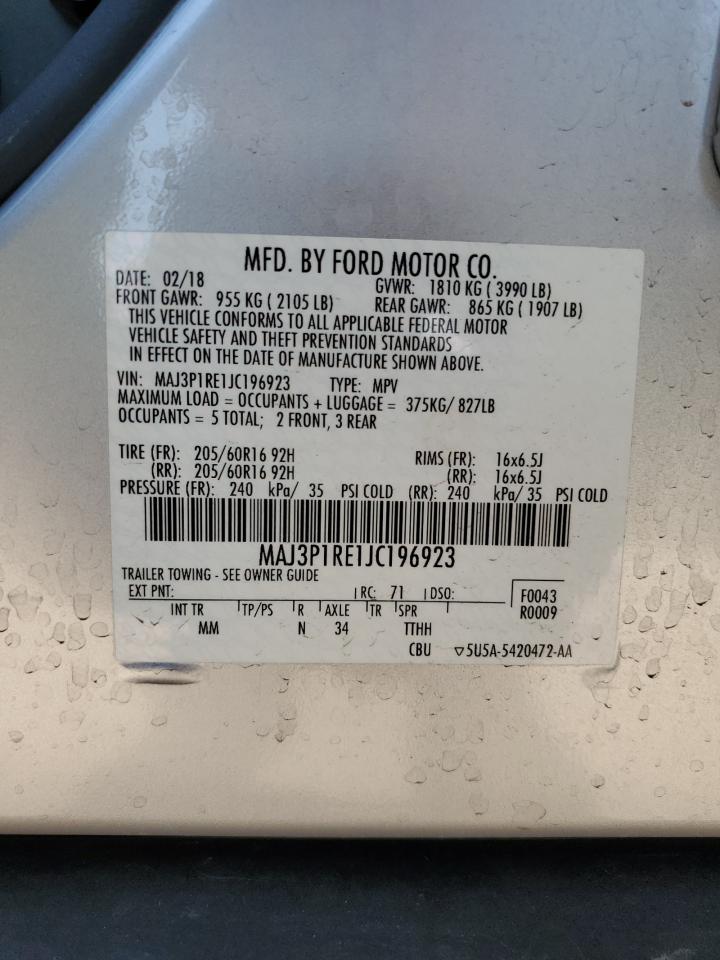 MFD. BY FORD MOTOR CO.
DATE: 02/18 GVWR: 1810 KG ( 3990 LB)
FRONT GAWR: 955 KG ( 2105 LB) REAR GAWR: 865 KG ( 1907 LB)
THIS VEHICLE CONFORMS TO ALL APPLICABLE FEDERAL MOTOR
VEHICLE SAFETY AND THEFT PREVENTION STANDARDS
IN EFFECT ON THE DATE OF MANUFACTURE SHOWN ABOVE.
VIN: MAJ3P1RE1JC196923 TYPE: MPV
MAXIMUM LOAD = OCCUPANTS + LUGGAGE = 375KG/ 827LB
OCCUPANTS = 5 TOTAL; 2 FRONT, 3 REAR
TIRE (FR): 205/60R16 92H RIMS (FR): 16x6.5J
(RR): 205/60R16 92H (RR): 16x6.5J
PRESSURE (FR): 240 kPa/ 35 PSI COLD (RR): 240 kPa/ 35 PSI COLD
MAJ3P1RE1JC196923
TRAILER TOWING - SEE OWNER GUIDE
EXT PNT: RC: 71 DSO: F0043
INT TR TP/PS R AXLE TR SPR R0009
MM N 34 TTHH
CBU ▽5U5A-5420472-AA